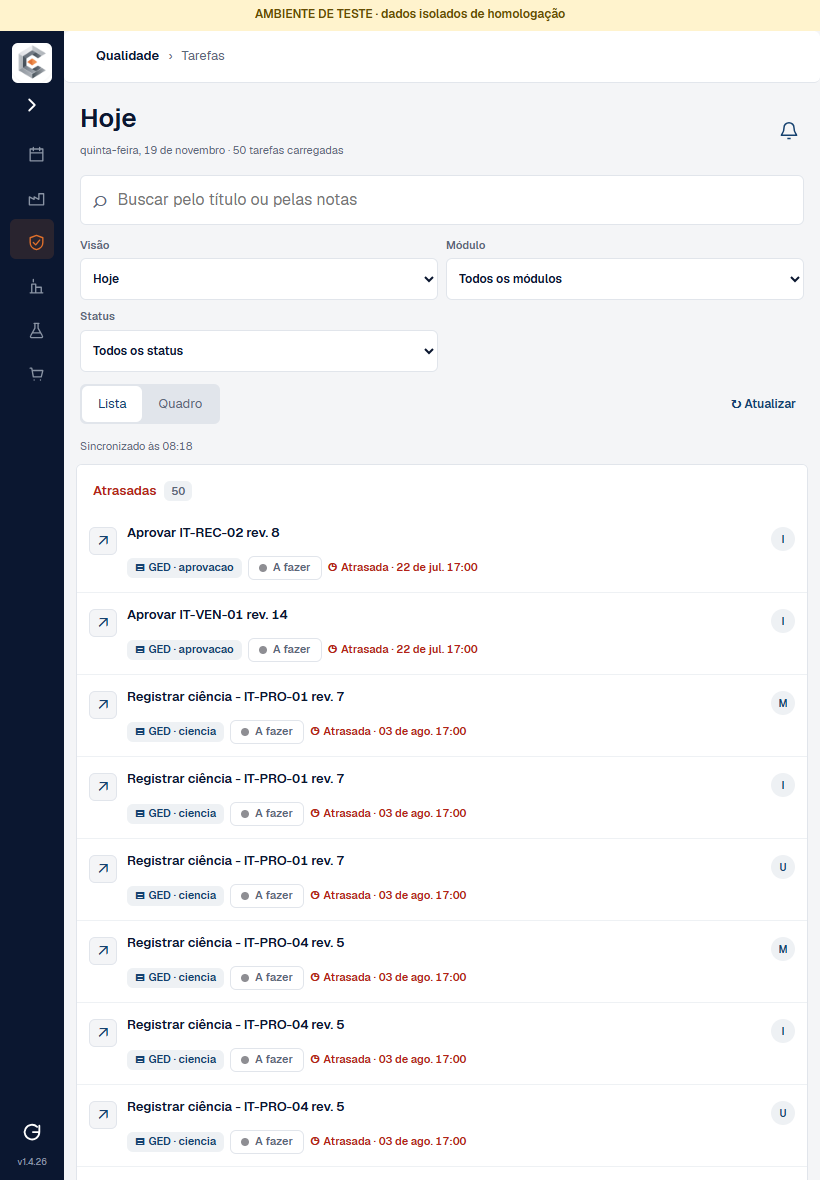 AMBIENTE DE TESTE · dados isolados de homologação
Qualidade › Tarefas
Hoje
quinta-feira, 19 de novembro · 50 tarefas carregadas
Buscar pelo título ou pelas notas
Visão
Módulo
Hoje
Todos os módulos
Status
Todos os status
Lista
Quadro
Atualizar
Sincronizado às 08:18
Atrasadas 50
Aprovar IT-REC-02 rev. 8
I
GED · aprovacao
A fazer
Atrasada · 22 de jul. 17:00
Aprovar IT-VEN-01 rev. 14
I
GED · aprovacao
A fazer
Atrasada · 22 de jul. 17:00
Registrar ciência - IT-PRO-01 rev. 7
M
GED · ciencia
A fazer
Atrasada · 03 de ago. 17:00
Registrar ciência - IT-PRO-01 rev. 7
I
GED · ciencia
A fazer
Atrasada · 03 de ago. 17:00
Registrar ciência - IT-PRO-01 rev. 7
U
GED · ciencia
A fazer
Atrasada · 03 de ago. 17:00
Registrar ciência - IT-PRO-04 rev. 5
M
GED · ciencia
A fazer
Atrasada · 03 de ago. 17:00
Registrar ciência - IT-PRO-04 rev. 5
I
GED · ciencia
A fazer
Atrasada · 03 de ago. 17:00
Registrar ciência - IT-PRO-04 rev. 5
U
GED · ciencia
A fazer
Atrasada · 03 de ago. 17:00
v1.4.26